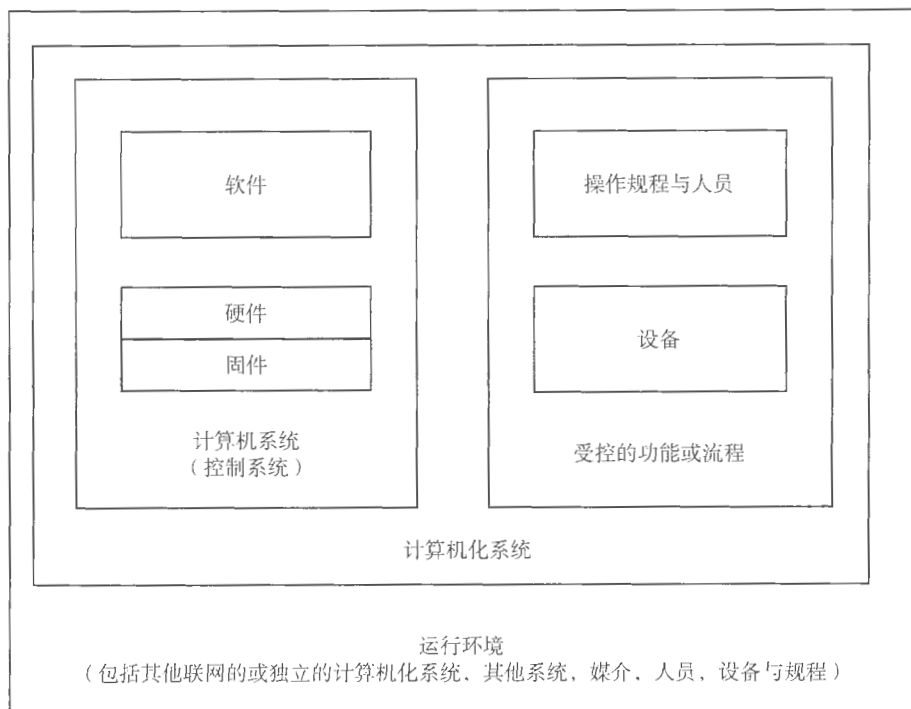 软件
硬件
固件
计算机系统
（控制系统）
操作规程与人员
设备
受控的功能或流程
计算机化系统
运行环境
（包括其他联网的或独立的计算机化系统、其他系统，媒介、人员，设备与规程）